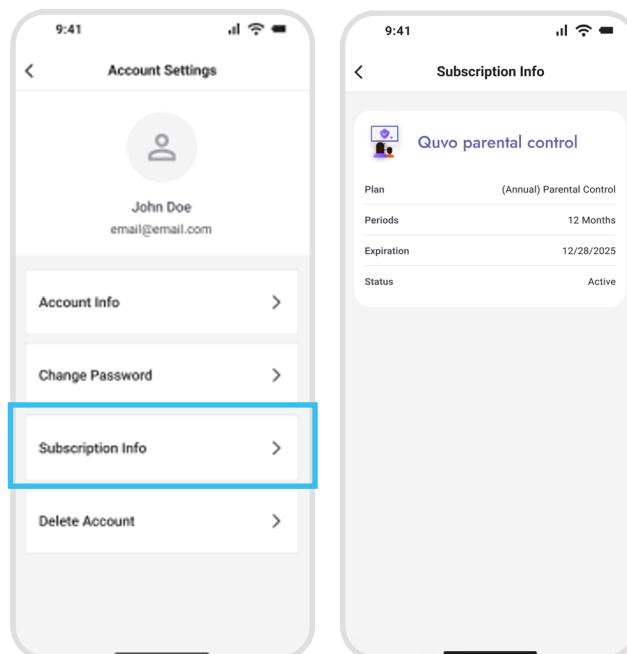 9:41
Account Settings
John Doe
email@email.com
Account Info
Change Password
Subscription Info
Delete Account
9:41
Subscription Info
Quvo parental control
Plan (Annual) Parental Control
Periods 12 Months
Expiration 12/28/2025
Status Active